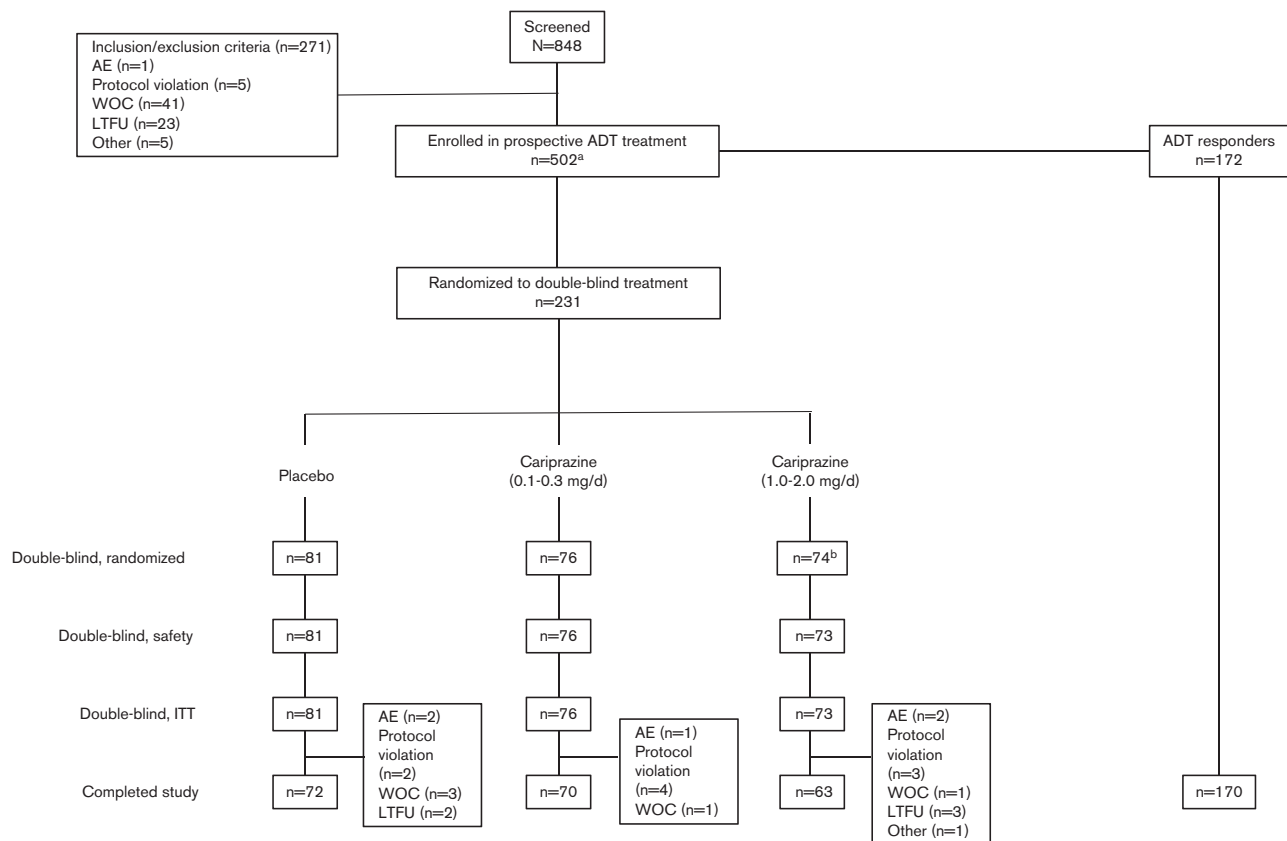 Screened
N=848
Inclusion/exclusion criteria (n=271)
AE (n=1)
Protocol violation (n=5)
WOC (n=41)
LTFU (n=23)
Other (n=5)
Enrolled in prospective ADT treatment
n=502ᵃ
ADT responders
n=172
Randomized to double-blind treatment
n=231
Placebo
Cariprazine
(0.1-0.3 mg/d)
Cariprazine
(1.0-2.0 mg/d)
Double-blind, randomized
n=81
n=76
n=74ᵇ
Double-blind, safety
n=81
n=76
n=73
Double-blind, ITT
n=81
n=76
n=73
AE (n=2)
Protocol
violation
(n=2)
WOC (n=3)
LTFU (n=2)
AE (n=1)
Protocol
violation
(n=4)
WOC (n=1)
AE (n=2)
Protocol
violation
(n=3)
WOC (n=1)
LTFU (n=3)
Other (n=1)
Completed study
n=72
n=70
n=63
n=170